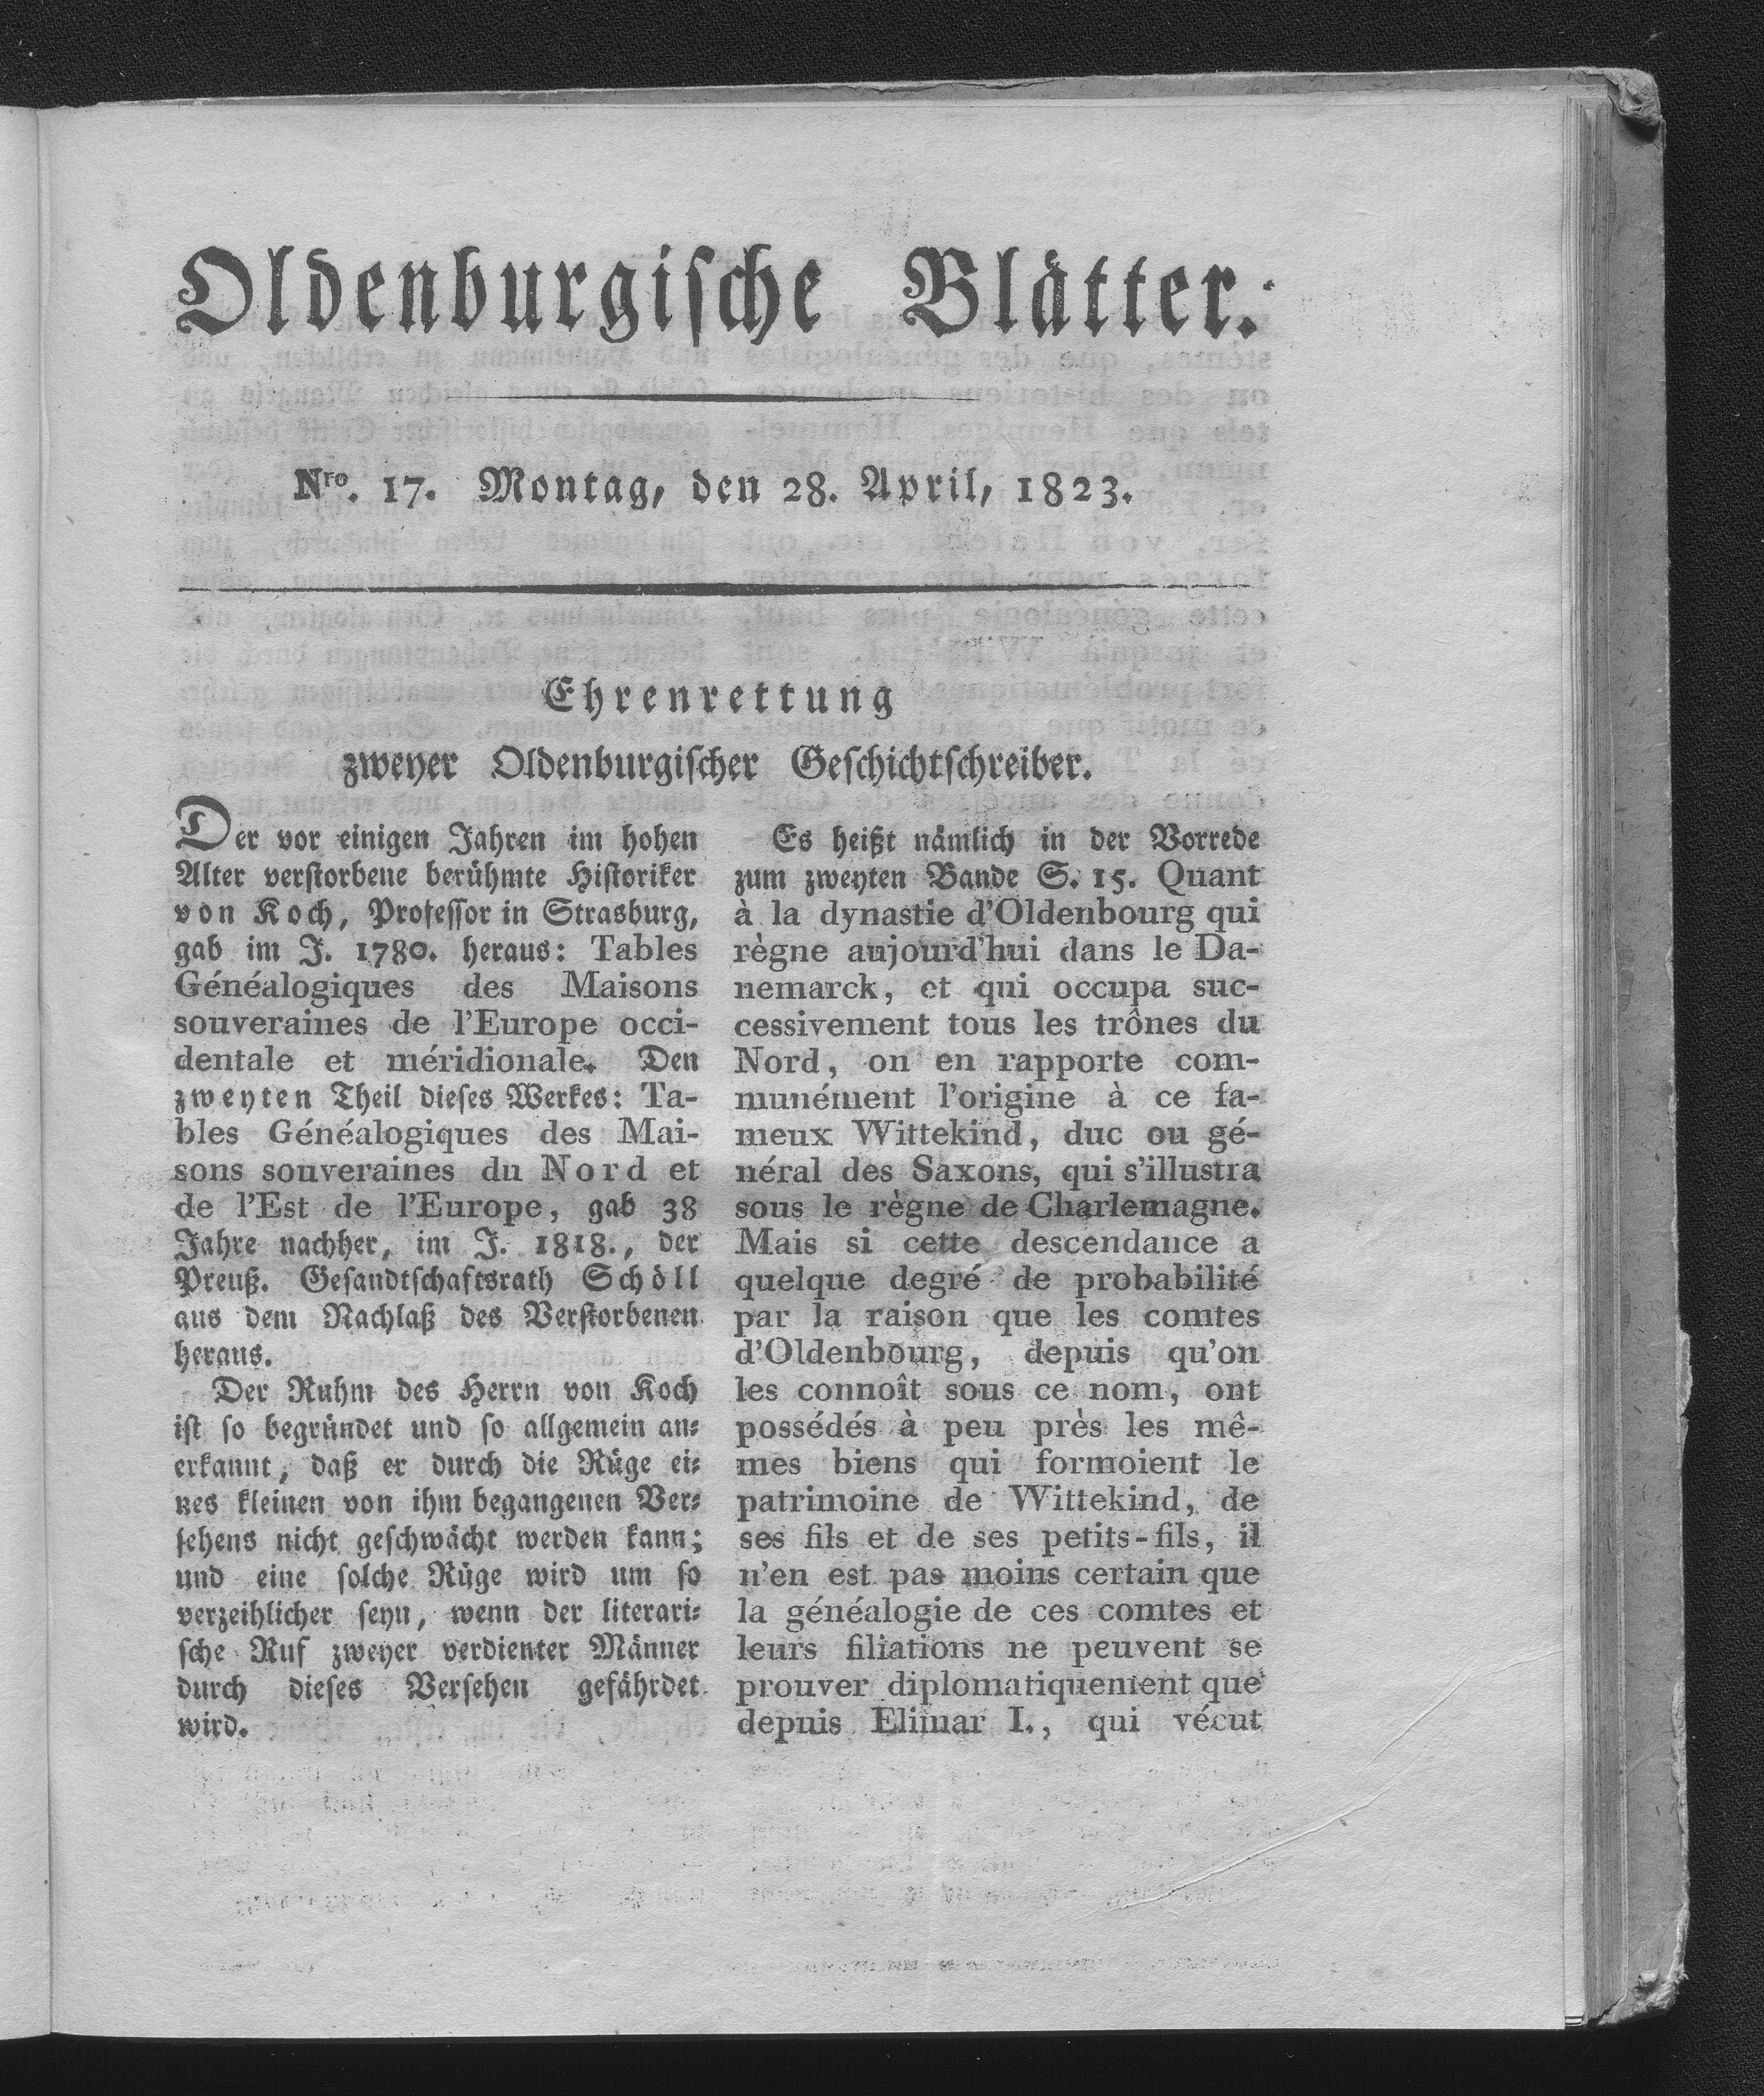 Oldenburgische Blätter.
Nro. 17. Montag, den 28. April, 1823.
Ehrenrettung
zweyer Oldenburgischer Geschichtschreiber.
Der vor einigen Jahren im hohen
Alter verstorbene berühmte Historiker
von Koch, Professor in Strasburg,
gab im J. 1780. heraus: Tables
Généalogiques des Maisons
souveraines de l'Europe occi-
dentale et méridionale. Den
zweyten Theil dieses Werkes: Ta-
bles Généalogiques des Mai-
sons souveraines du Nord et
de l'Est de l'Europe, gab 38
Jahre nachher, im J. 1818., der
Preuß. Gesandtschaftsrath Schöll
aus dem Nachlaß des Verstorbenen
heraus.
Der Ruhm des Herrn von Koch
ist so begründet und so allgemein an-
erkannt, daß er durch die Rüge ei-
nes kleinen von ihm begangenen Ver-
sehens nicht geschwächt werden kann;
und eine solche Rüge wird um so
verzeihlicher seyn, wenn der literari-
sche Ruf zweyer verdienter Männer
durch dieses Versehen gefährdet
wird.
Es heißt nämlich in der Vorrede
zum zweyten Bande S. 15. Quant
à la dynastie d'Oldenbourg qui
règne aujourd'hui dans le Da-
nemarck, et qui occupa suc-
cessivement tous les trônes du
Nord, on en rapporte com-
munément l'origine à ce fa-
meux Wittekind, duc ou gé-
néral des Saxons, qui s'illustra
sous le règne de Charlemagne.
Mais si cette descendance a
quelque degré de probabilité
par la raison que les comtes
d'Oldenbourg, depuis qu'on
les connoît sous ce nom, ont
possédés à peu près les mê-
mes biens qui formoient le
patrimoine de Wittekind, de
ses fils et de ses petits-fils, il
n'en est pas moins certain que
la généalogie de ces comtes et
leurs filiations ne peuvent se
prouver diplomatiquement que
depuis Elimar I., qui vécut